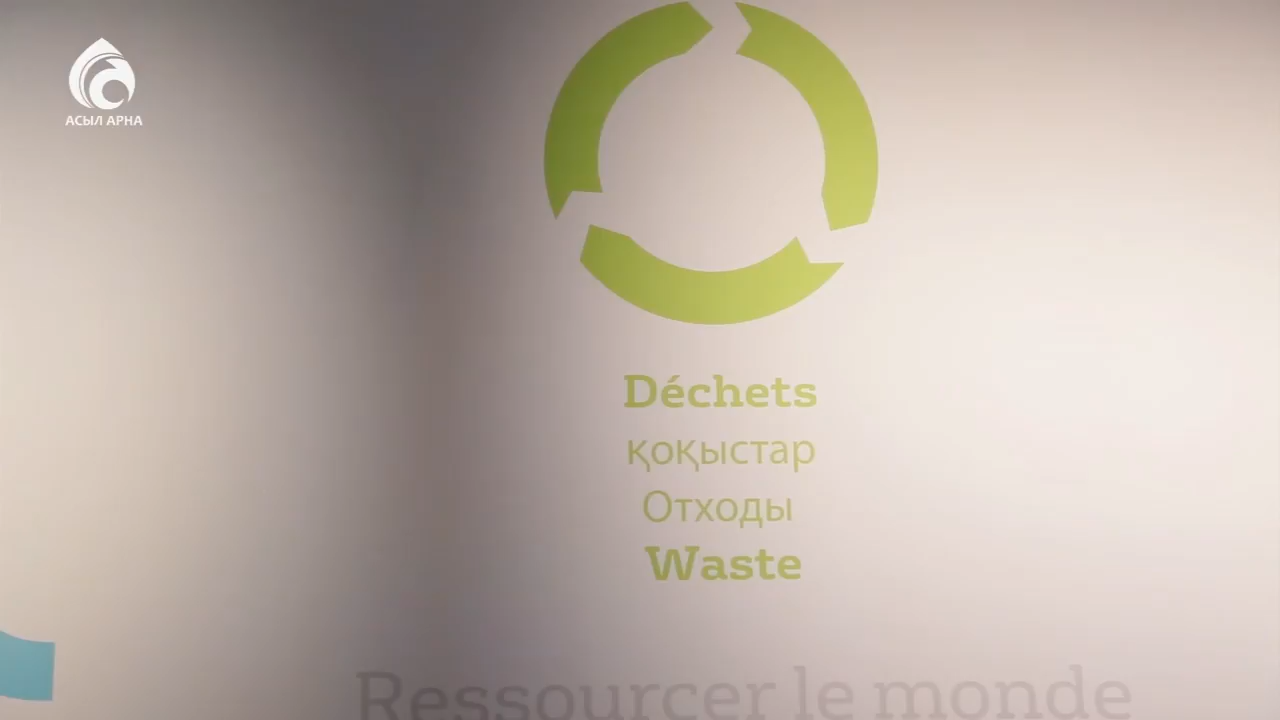 АСЫЛ АРНА
Déchets
қоқыстар
Отходы
Waste
Ressourcer le monde